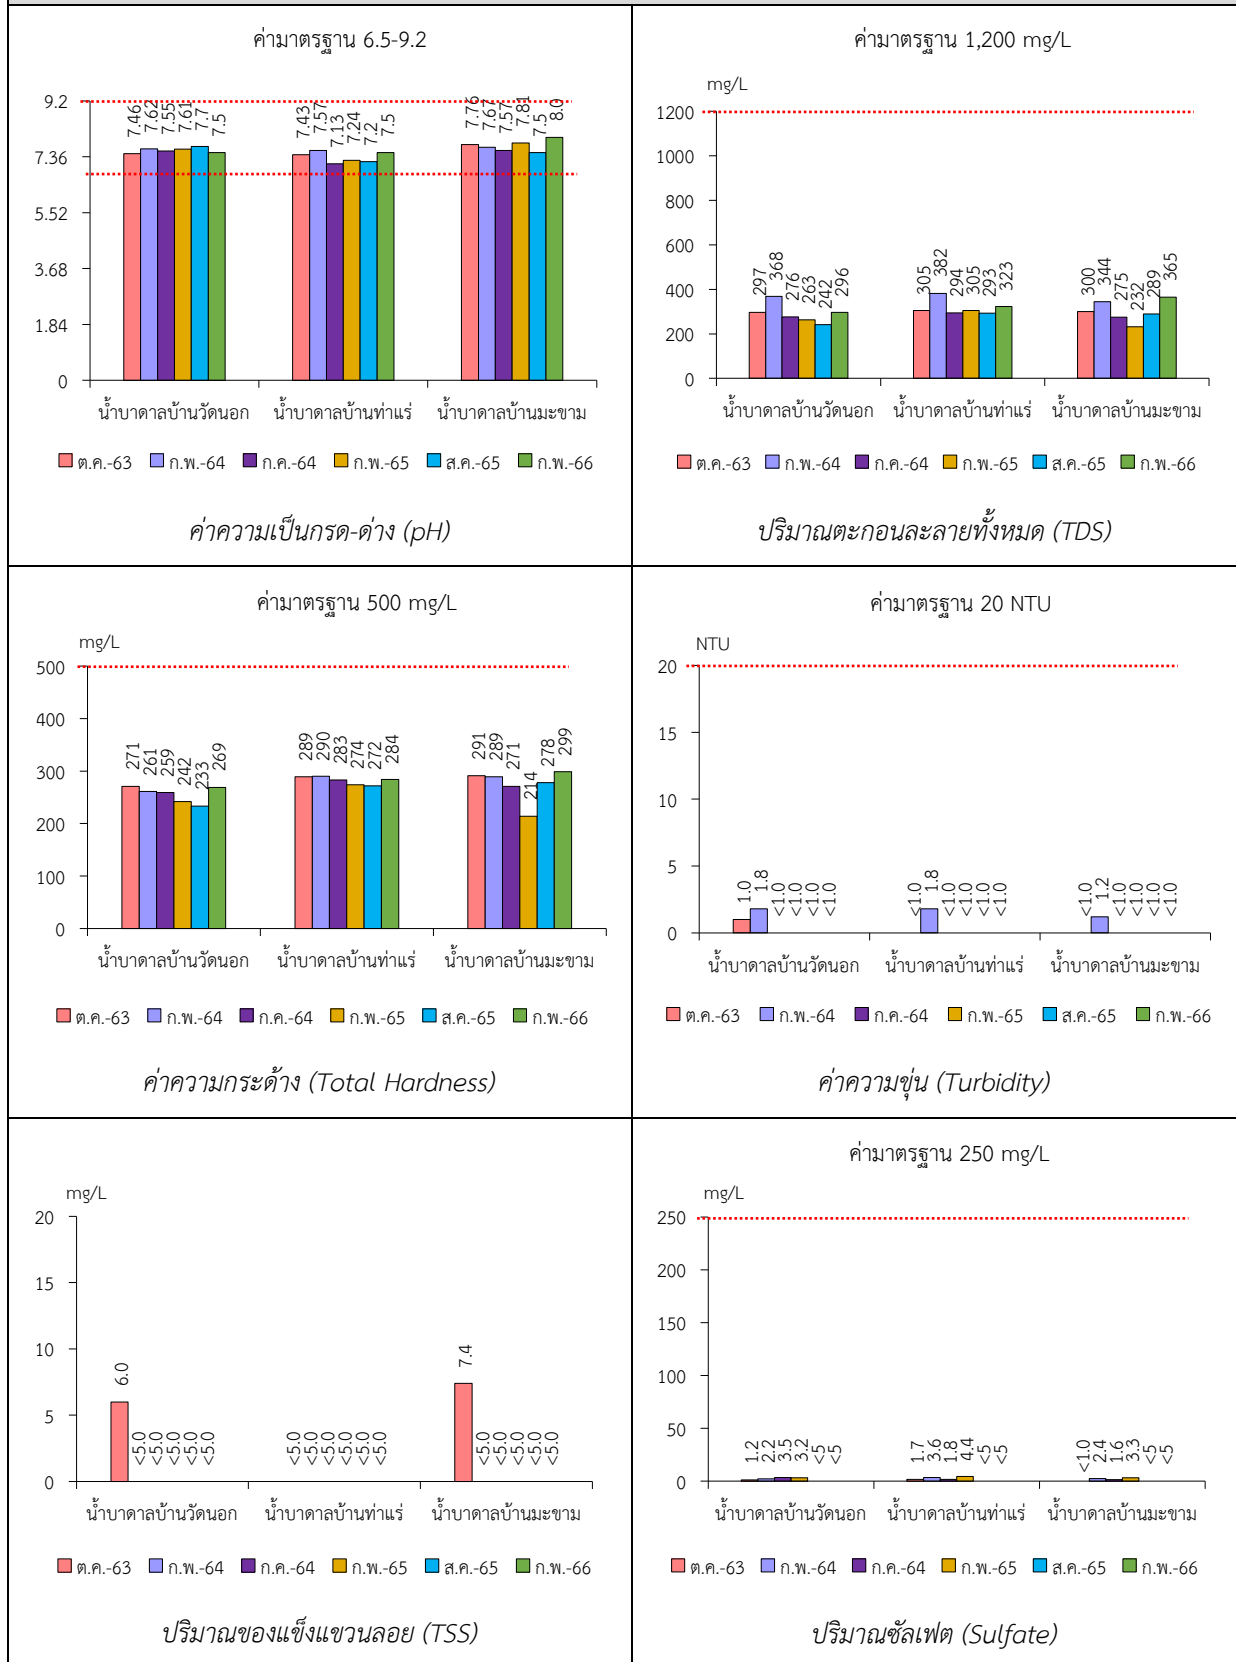 ค่ามาตรฐาน 6.5-9.2
9.2
7.36
5.52
3.68
1.84
0
7.46 7.62 7.55 7.61 7.7 7.5
7.43 7.57 7.13 7.24 7.2 7.5
7.76 7.67 7.57 7.81 7.5 8.0
น้ำบาดาลบ้านวัดนอก น้ำบาดาลบ้านท่าแร่ น้ำบาดาลบ้านมะขาม
ต.ค.-63 ก.พ.-64 ก.ค.-64 ก.พ.-65 ส.ค.-65 ก.พ.-66
ค่าความเป็นกรด-ด่าง (pH)
ค่ามาตรฐาน 1,200 mg/L
mg/L
1200
1000
800
600
400
200
0
297 368 276 263 242 296
305 382 294 305 293 323
300 344 275 232 289 365
น้ำบาดาลบ้านวัดนอก น้ำบาดาลบ้านท่าแร่ น้ำบาดาลบ้านมะขาม
ต.ค.-63 ก.พ.-64 ก.ค.-64 ก.พ.-65 ส.ค.-65 ก.พ.-66
ปริมาณตะกอนละลายทั้งหมด (TDS)
ค่ามาตรฐาน 500 mg/L
mg/L
500
400
300
200
100
0
271 261 259 242 233 269
289 290 283 274 272 284
291 289 271 214 278 299
น้ำบาดาลบ้านวัดนอก น้ำบาดาลบ้านท่าแร่ น้ำบาดาลบ้านมะขาม
ต.ค.-63 ก.พ.-64 ก.ค.-64 ก.พ.-65 ส.ค.-65 ก.พ.-66
ค่าความกระด้าง (Total Hardness)
ค่ามาตรฐาน 20 NTU
NTU
20
15
10
5
0
1.0 1.8 <1.0 <1.0 <1.0 <1.0
<1.0 1.8 <1.0 <1.0 <1.0 <1.0
<1.0 1.2 <1.0 <1.0 <1.0 <1.0
น้ำบาดาลบ้านวัดนอก น้ำบาดาลบ้านท่าแร่ น้ำบาดาลบ้านมะขาม
ต.ค.-63 ก.พ.-64 ก.ค.-64 ก.พ.-65 ส.ค.-65 ก.พ.-66
ค่าความขุ่น (Turbidity)
mg/L
20
15
10
5
0
6.0 <5.0 <5.0 <5.0 <5.0 <5.0
<5.0 <5.0 <5.0 <5.0 <5.0 <5.0
7.4 <5.0 <5.0 <5.0 <5.0 <5.0
น้ำบาดาลบ้านวัดนอก น้ำบาดาลบ้านท่าแร่ น้ำบาดาลบ้านมะขาม
ต.ค.-63 ก.พ.-64 ก.ค.-64 ก.พ.-65 ส.ค.-65 ก.พ.-66
ปริมาณของแข็งแขวนลอย (TSS)
ค่ามาตรฐาน 250 mg/L
mg/L
250
200
150
100
50
0
1.2 2.2 3.5 3.2 <5 <5
1.7 3.6 1.8 4.4 <5 <5
<1.0 2.4 1.6 3.3 <5 <5
น้ำบาดาลบ้านวัดนอก น้ำบาดาลบ้านท่าแร่ น้ำบาดาลบ้านมะขาม
ต.ค.-63 ก.พ.-64 ก.ค.-64 ก.พ.-65 ส.ค.-65 ก.พ.-66
ปริมาณซัลเฟต (Sulfate)